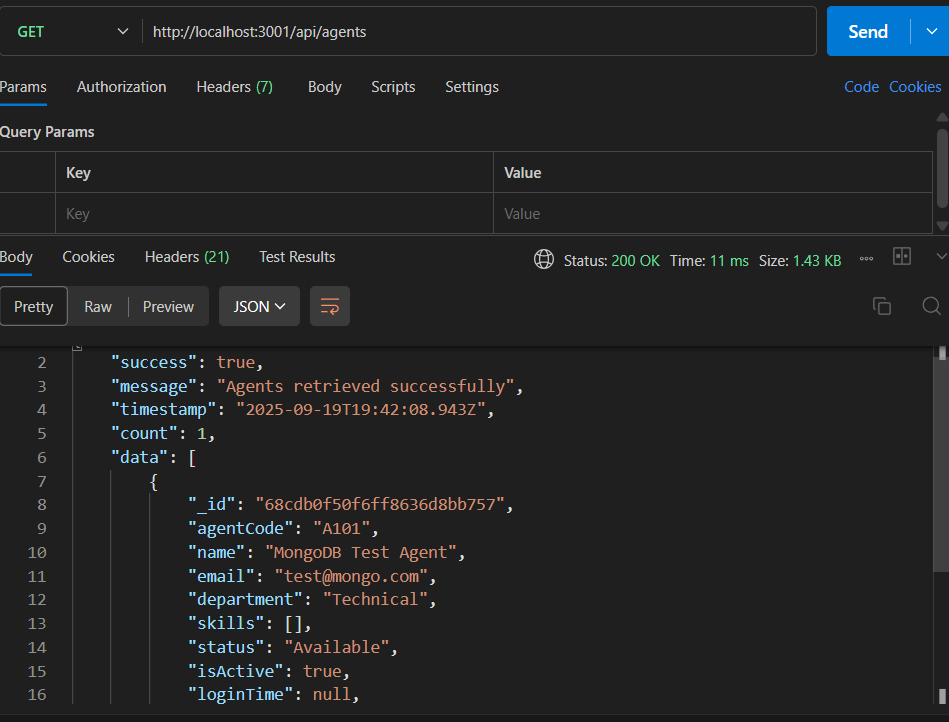 GET http://localhost:3001/api/agents Send
Params Authorization Headers (7) Body Scripts Settings Code Cookies
Query Params
Key Value
Key Value
Body Cookies Headers (21) Test Results Status: 200 OK Time: 11 ms Size: 1.43 KB
Pretty Raw Preview JSON
2 "success": true,
3 "message": "Agents retrieved successfully",
4 "timestamp": "2025-09-19T19:42:08.943Z",
5 "count": 1,
6 "data": [
7 {
8 "_id": "68cdb0f50f6ff8636d8bb757",
9 "agentCode": "A101",
10 "name": "MongoDB Test Agent",
11 "email": "test@mongo.com",
12 "department": "Technical",
13 "skills": [],
14 "status": "Available",
15 "isActive": true,
16 "loginTime": null,